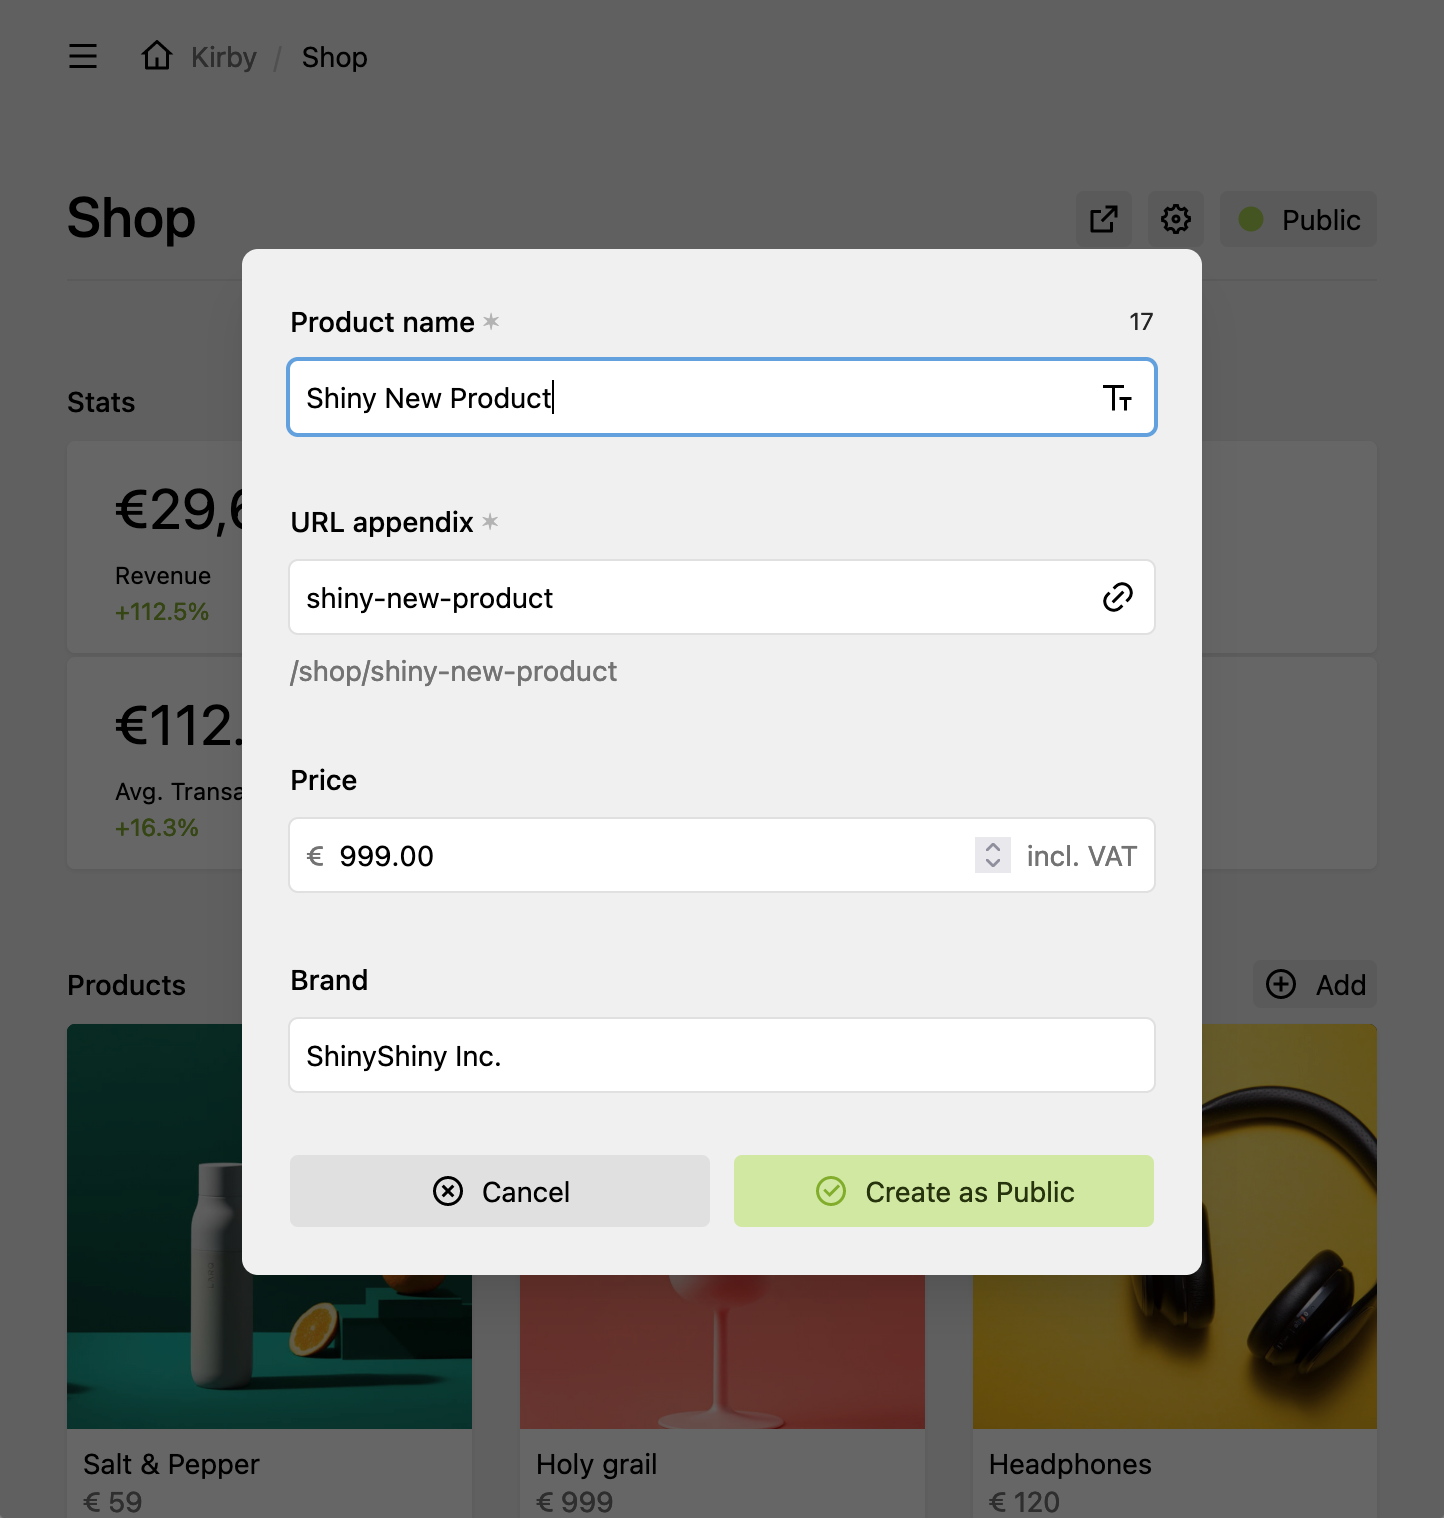 Kirby / Shop
Shop
Public
Product name *
17
Shiny New Product
Stats
URL appendix *
€29,6
Revenue
+112.5%
shiny-new-product
/shop/shiny-new-product
€112.
Avg. Transa
+16.3%
Price
€ 999.00
incl. VAT
Products
Add
Brand
ShinyShiny Inc.
Cancel
Create as Public
Salt & Pepper
€ 59
Holy grail
€ 999
Headphones
€ 120